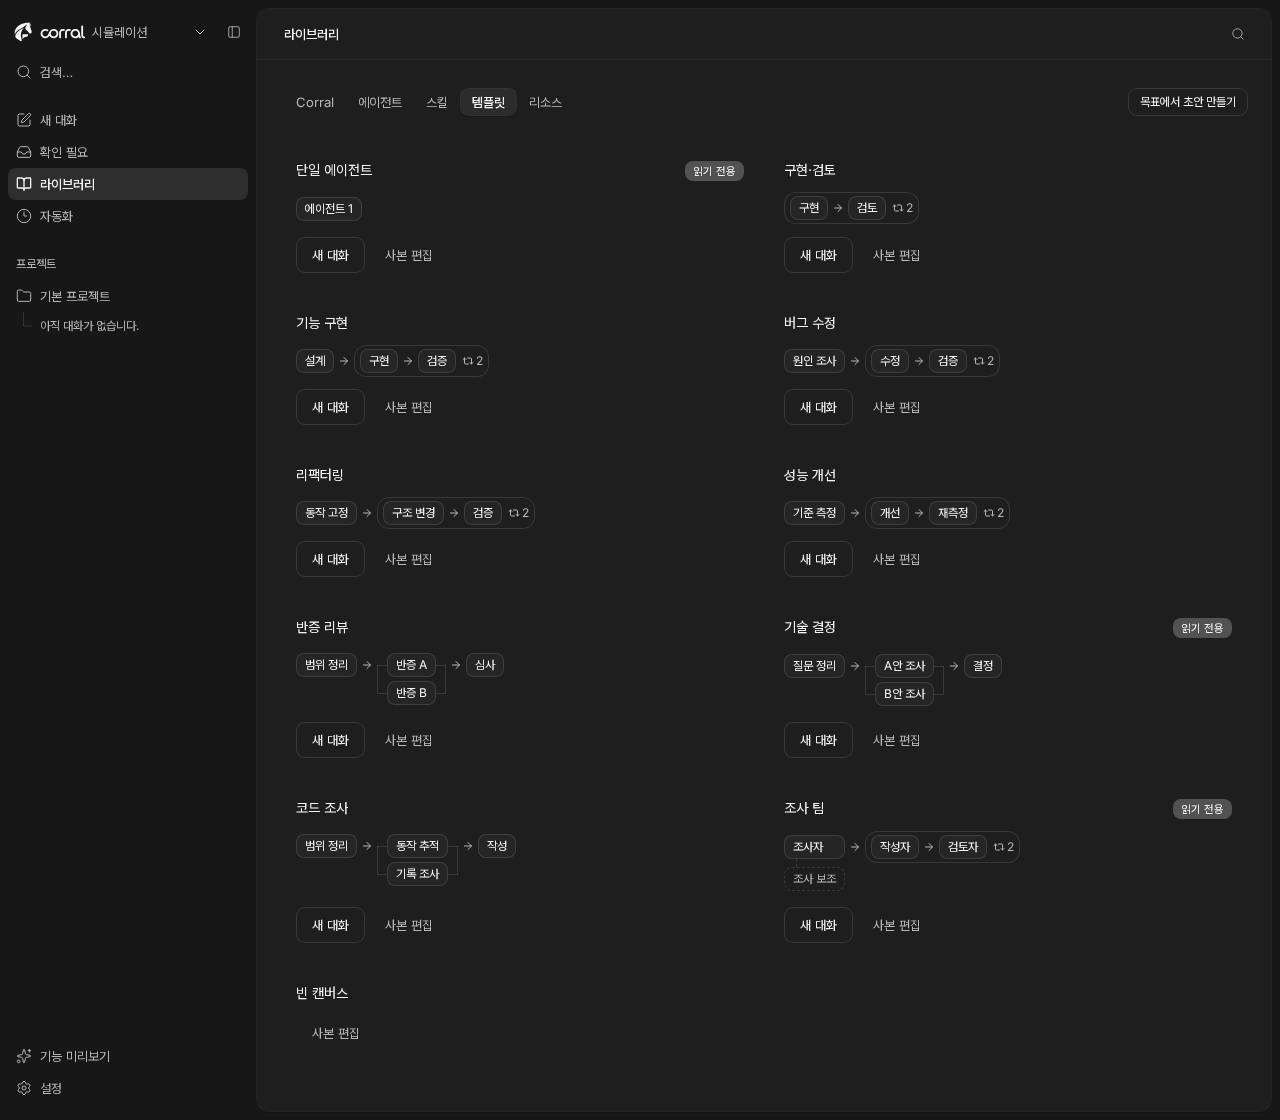 corral 시뮬레이션
검색...
새 대화
확인 필요
라이브러리
자동화
프로젝트
기본 프로젝트
아직 대화가 없습니다.
기능 미리보기
설정
라이브러리
Corral 에이전트 스킬 템플릿 리소스 목표에서 초안 만들기
단일 에이전트 읽기 전용
에이전트 1
새 대화 사본 편집
구현·검토
구현 → 검토 2
새 대화 사본 편집
기능 구현
설계 → 구현 → 검증 2
새 대화 사본 편집
버그 수정
원인 조사 → 수정 → 검증 2
새 대화 사본 편집
리팩터링
동작 고정 → 구조 변경 → 검증 2
새 대화 사본 편집
성능 개선
기준 측정 → 개선 → 재측정 2
새 대화 사본 편집
반증 리뷰
범위 정리 → 반증 A → 심사
반증 B
새 대화 사본 편집
기술 결정 읽기 전용
질문 정리 → A안 조사 → 결정
B안 조사
새 대화 사본 편집
코드 조사
범위 정리 → 동작 추적 → 작성
기록 조사
새 대화 사본 편집
조사 팀 읽기 전용
조사자 → 작성자 → 검토자 2
조사 보조
새 대화 사본 편집
빈 캔버스
사본 편집